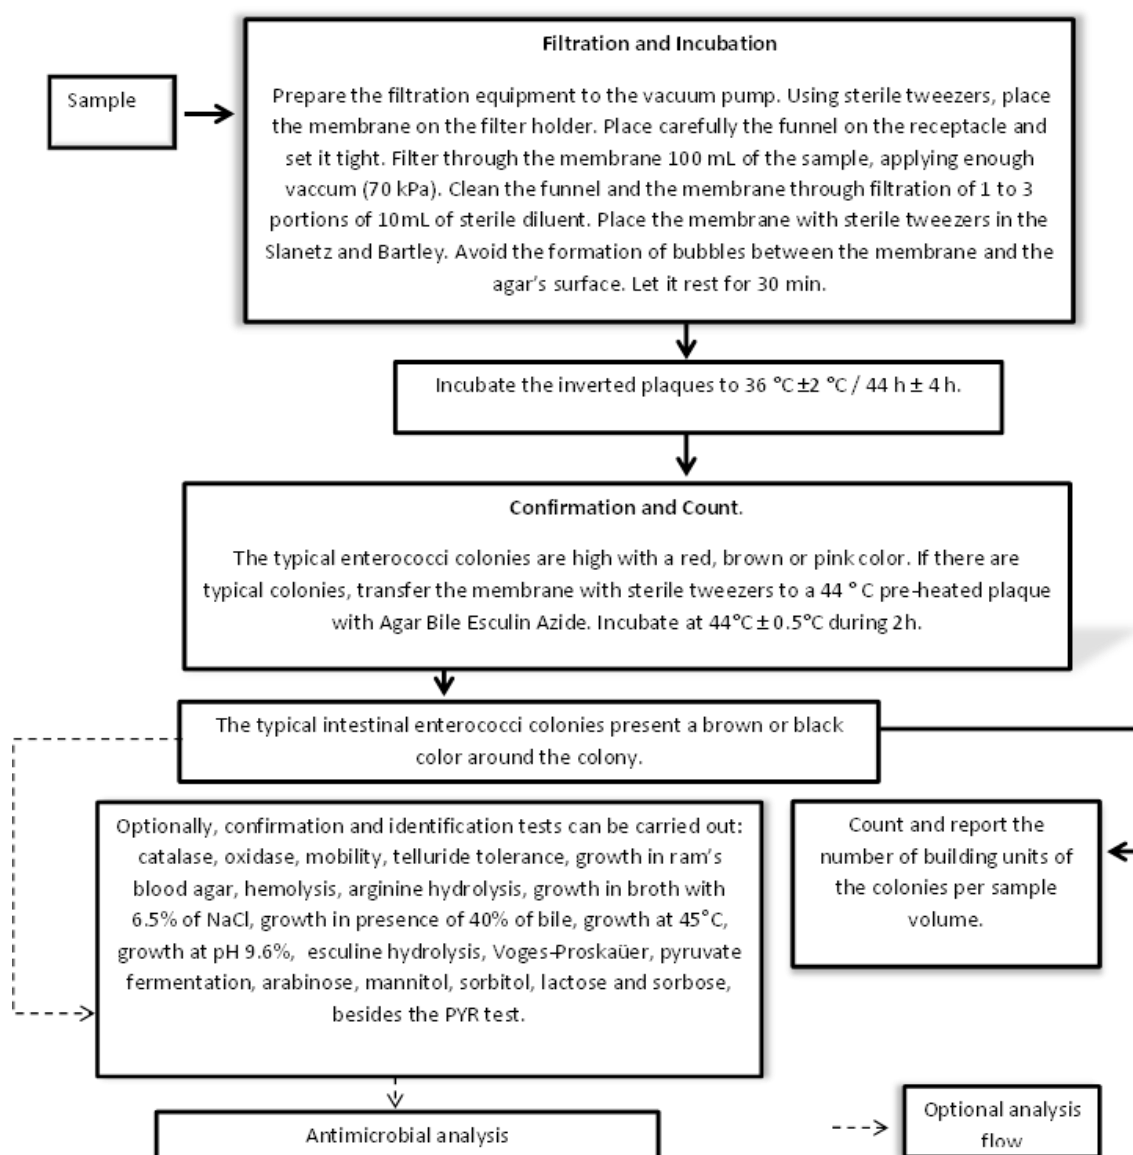 Sample
Filtration and Incubation
Prepare the filtration equipment to the vacuum pump. Using sterile tweezers, place
the membrane on the filter holder. Place carefully the funnel on the receptacle and
set it tight. Filter through the membrane 100 mL of the sample, applying enough
vaccum (70 kPa). Clean the funnel and the membrane through filtration of 1 to 3
portions of 10mL of sterile diluent. Place the membrane with sterile tweezers in the
Slanetz and Bartley. Avoid the formation of bubbles between the membrane and the
agar's surface. Let it rest for 30 min.
Incubate the inverted plaques to 36 °C ±2 °C / 44 h ± 4 h.
Confirmation and Count.
The typical enterococci colonies are high with a red, brown or pink color. If there are
typical colonies, transfer the membrane with sterile tweezers to a 44 ° C pre-heated plaque
with Agar Bile Esculin Azide. Incubate at 44°C ± 0.5°C during 2h.
The typical intestinal enterococci colonies present a brown or black
color around the colony.
Optionally, confirmation and identification tests can be carried out:
catalase, oxidase, mobility, telluride tolerance, growth in ram's
blood agar, hemolysis, arginine hydrolysis, growth in broth with
6.5% of NaCl, growth in presence of 40% of bile, growth at 45°C,
growth at pH 9.6%, esculine hydrolysis, Voges-Proskaüer, pyruvate
fermentation, arabinose, mannitol, sorbitol, lactose and sorbose,
besides the PYR test.
Count and report the
number of building units of
the colonies per sample
volume.
Antimicrobial analysis
Optional analysis
flow